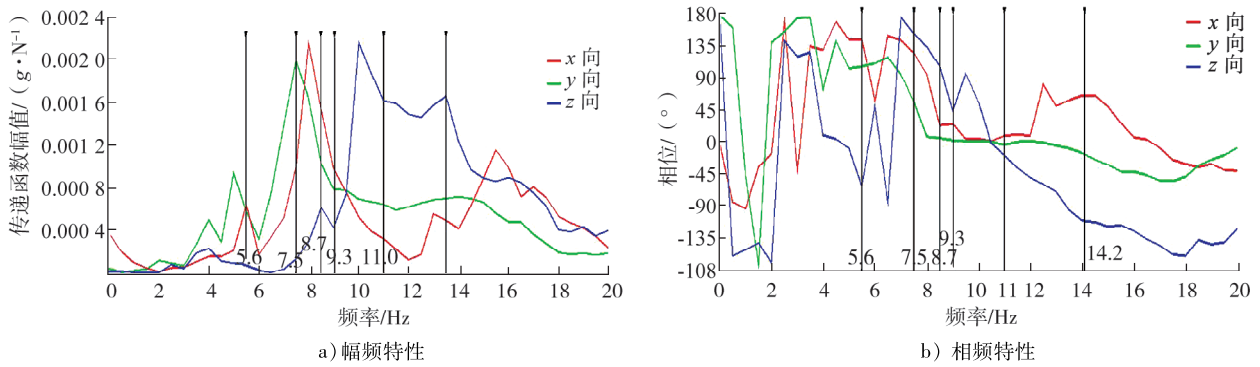 传递函数幅值/（g·N-1）
0.002 4
0.002 0
0.001 6
0.001 2
0.000 8
0.000 4
x 向
y 向
z 向
5.6
7.5
8.7
9.3
11.0
0 2 4 6 8 10 12 14 16 18 20
频率/Hz
a)幅频特性
相位/（°）
180
135
90
45
0
-45
-90
-135
-108
x 向
y 向
z 向
5.6
7.5
8.7
9.3
14.2
0 2 4 6 8 10 11 12 14 16 18 20
频率/Hz
b) 相频特性